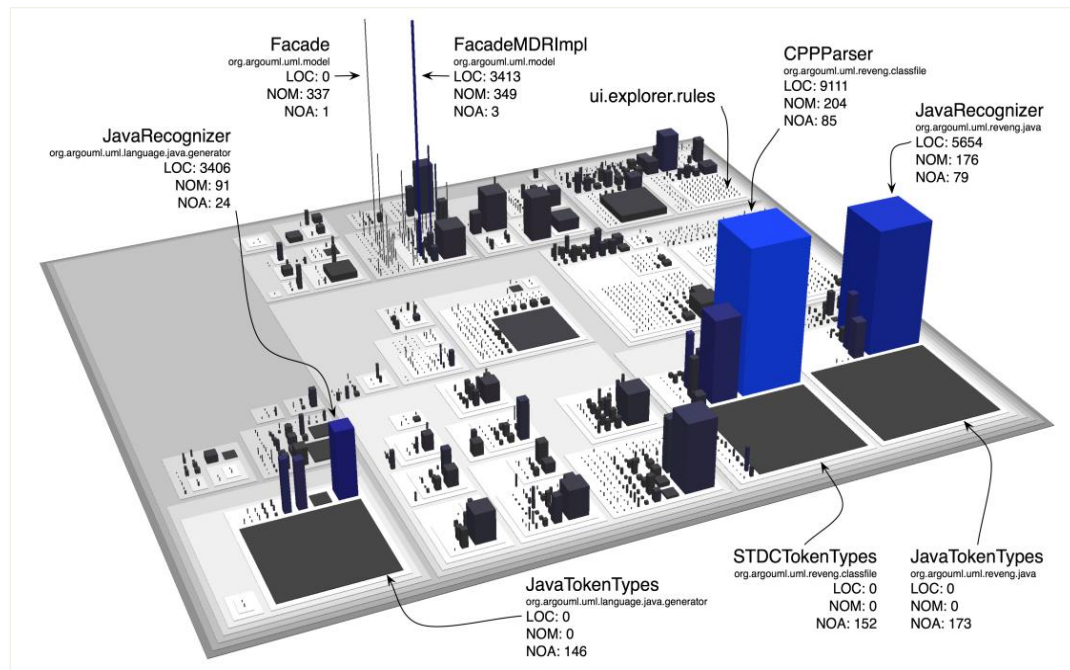 Facade
org.argouml.uml.model
LOC: 0
NOM: 337
NOA: 1
FacadeMDRImpl
org.argouml.uml.model
LOC: 3413
NOM: 349
NOA: 3
ui.explorer.rules
CPPParser
org.argouml.uml.reveng.classfile
LOC: 9111
NOM: 204
NOA: 85
JavaRecognizer
org.argouml.uml.reveng.java
LOC: 5654
NOM: 176
NOA: 79
JavaRecognizer
org.argouml.uml.language.java.generator
LOC: 3406
NOM: 91
NOA: 24
JavaTokenTypes
org.argouml.uml.language.java.generator
LOC: 0
NOM: 0
NOA: 146
STDCTokenTypes
org.argouml.uml.reveng.classfile
LOC: 0
NOM: 0
NOA: 152
JavaTokenTypes
org.argouml.uml.reveng.java
LOC: 0
NOM: 0
NOA: 173